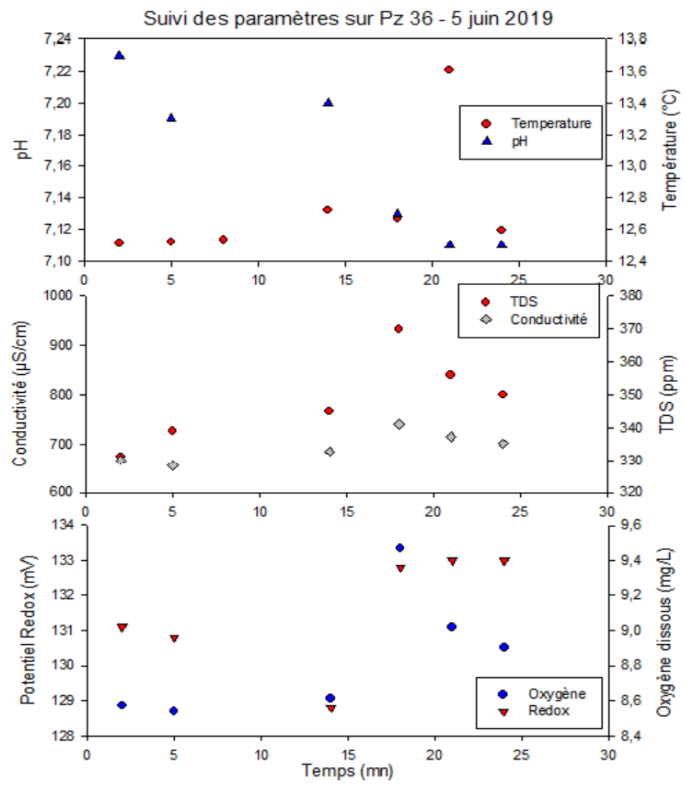 Suivi des paramètres sur Pz 36 - 5 juin 2019
7,24
7,22
7,20
7,18
7,16
7,14
7,12
7,10
pH
13,8
13,6
13,4
13,2
13,0
12,8
12,6
12,4
Température (°C)
Temperature
pH
0 5 10 15 20 25 30
1000
900
800
700
600
Conductivité (µS/cm)
380
370
360
350
340
330
320
TDS (ppm)
TDS
Conductivité
0 5 10 15 20 25 30
134
133
131
130
129
128
Potentiel Redox (mV)
9,6
9,4
9,2
9,0
8,8
8,6
8,4
Oxygène dissous (mg/L)
Oxygène
Redox
0 5 10 15 20 25 30
Temps (mn)